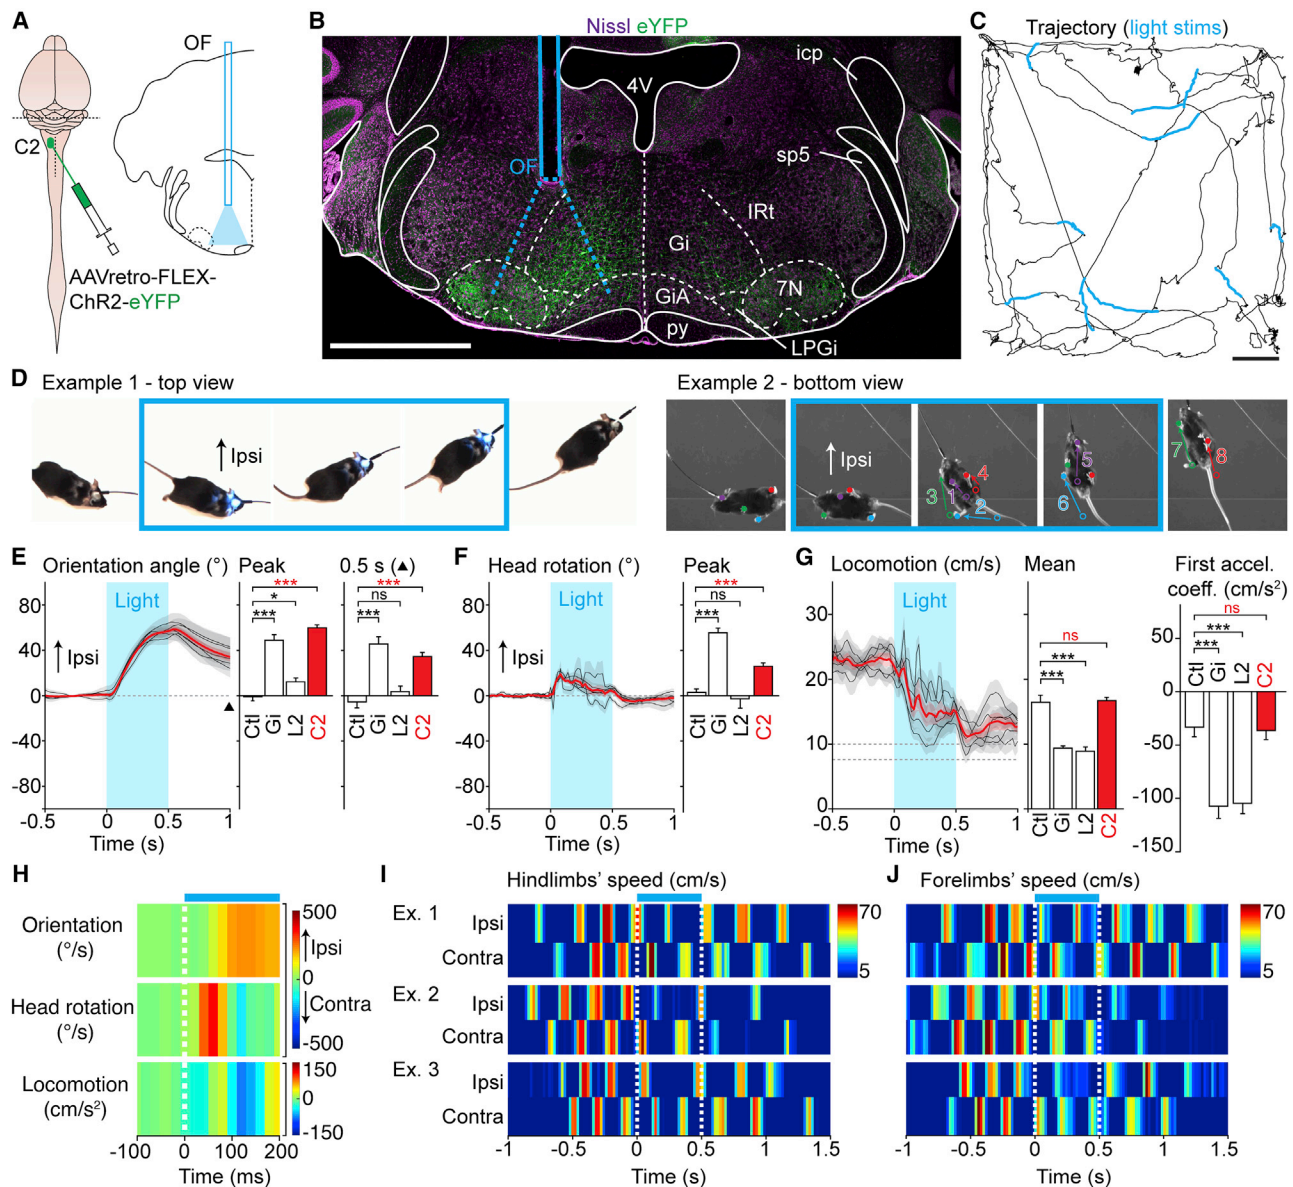 A
OF
C2
AAVretro-FLEX-
ChR2-eYFP
B
Nissl eYFP
4V
icp
sp5
OF
IRt
Gi
GiA
7N
py
LPGi
C
Trajectory (light stims)
D
Example 1 - top view
Ipsi
Example 2 - bottom view
Ipsi
3
1
4
2
5
6
7
8
E
Orientation angle (°)
80
40
0
-40
-80
Light
Ipsi
-0.5
0
0.5
1
Time (s)
Peak
***
*
***
Ctl
Gi
L2
C2
0.5 s (▲)
***
ns
***
Ctl
Gi
L2
C2
F
Head rotation (°)
80
40
0
-40
-80
Light
Ipsi
-0.5
0
0.5
1
Time (s)
Peak
***
ns
***
Ctl
Gi
L2
C2
G
Locomotion (cm/s)
30
20
10
0
Light
-0.5
0
0.5
1
Time (s)
Mean
ns
***
***
Ctl
Gi
L2
C2
First accel.
coeff. (cm/s²)
50
0
-50
-100
-150
ns
***
***
Ctl
Gi
L2
C2
H
Orientation
(°/s)
Head rotation
(°/s)
Locomotion
(cm/s²)
500
Ipsi
0
Contra
-500
150
0
-150
-100
0
100
200
Time (ms)
I
Hindlimbs' speed (cm/s)
Ex. 1
Ipsi
Contra
Ex. 2
Ipsi
Contra
Ex. 3
Ipsi
Contra
70
5
-1
-0.5
0
0.5
1
1.5
Time (s)
J
Forelimbs' speed (cm/s)
70
5
-1
-0.5
0
0.5
1
1.5
Time (s)